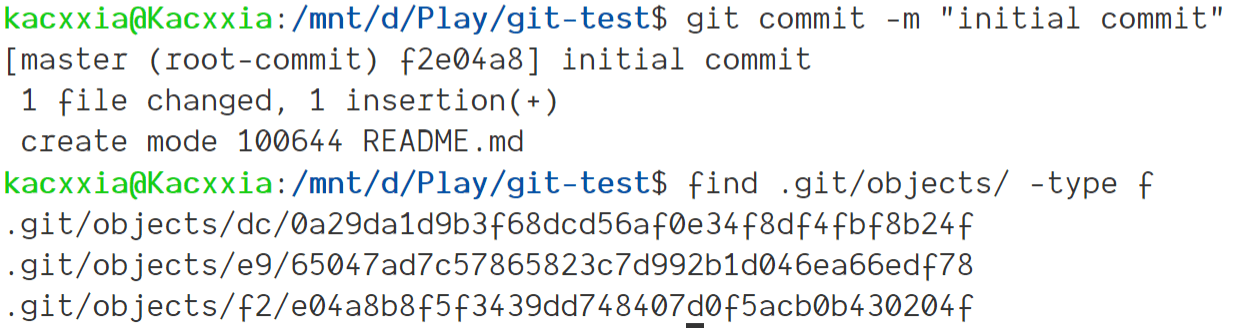 kacxxia@Kacxxia:/mnt/d/Play/git-test$ git commit -m "initial commit"
[master (root-commit) f2e04a8] initial commit
 1 file changed, 1 insertion(+)
 create mode 100644 README.md
kacxxia@Kacxxia:/mnt/d/Play/git-test$ find .git/objects/ -type f
.git/objects/dc/0a29da1d9b3f68dcd56af0e34f8df4fbf8b24f
.git/objects/e9/65047ad7c57865823c7d992b1d046ea66edf78
.git/objects/f2/e04a8b8f5f3439dd748407d0f5acb0b430204f